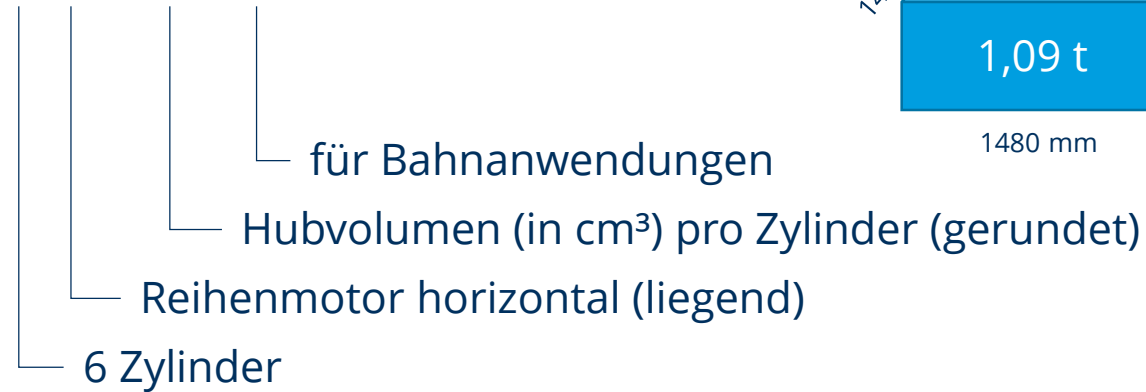 1,09 t
1480 mm
für Bahnanwendungen
Hubvolumen (in cm³) pro Zylinder (gerundet)
Reihenmotor horizontal (liegend)
6 Zylinder